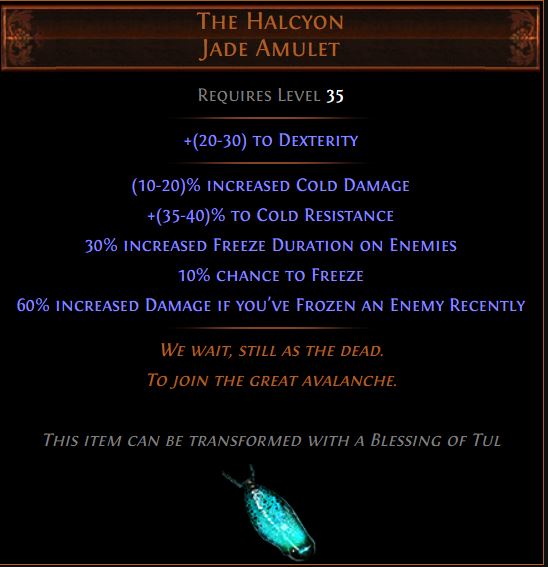 The Halcyon
Jade Amulet
Requires Level 35
+(20-30) to Dexterity
(10-20)% increased Cold Damage
+(35-40)% to Cold Resistance
30% increased Freeze Duration on Enemies
10% chance to Freeze
60% increased Damage if you've Frozen an Enemy Recently
We wait, still as the dead.
To join the great avalanche.
This item can be transformed with a Blessing of Tul